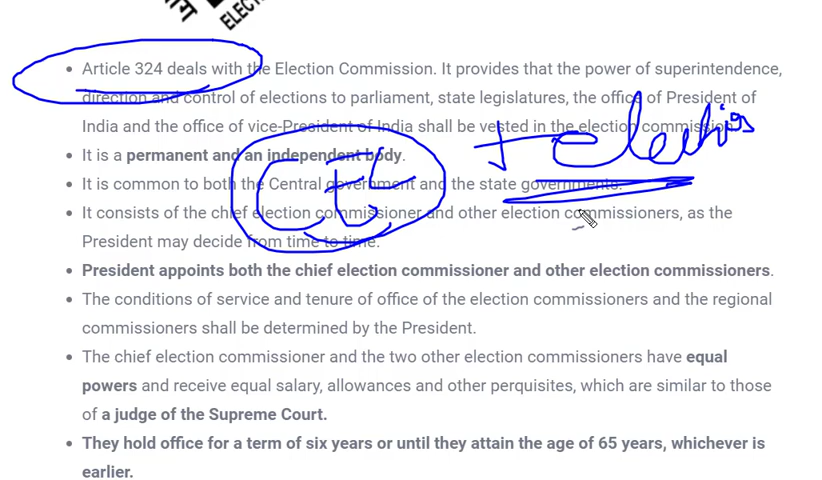 ELECT
Article 324 deals with the Election Commission. It provides that the power of superintendence,
direction and control of elections to parliament, state legislatures, the office of President of
India and the office of vice-President of India shall be vested in the election commission.
It is a permanent and an independent body.
It is common to both the Central government and the state governments.
It consists of the chief election commissioner and other election commissioners, as the
President may decide from time to time.
President appoints both the chief election commissioner and other election commissioners.
The conditions of service and tenure of office of the election commissioners and the regional
commissioners shall be determined by the President.
The chief election commissioner and the two other election commissioners have equal
powers and receive equal salary, allowances and other perquisites, which are similar to those
of a judge of the Supreme Court.
They hold office for a term of six years or until they attain the age of 65 years, whichever is
earlier.